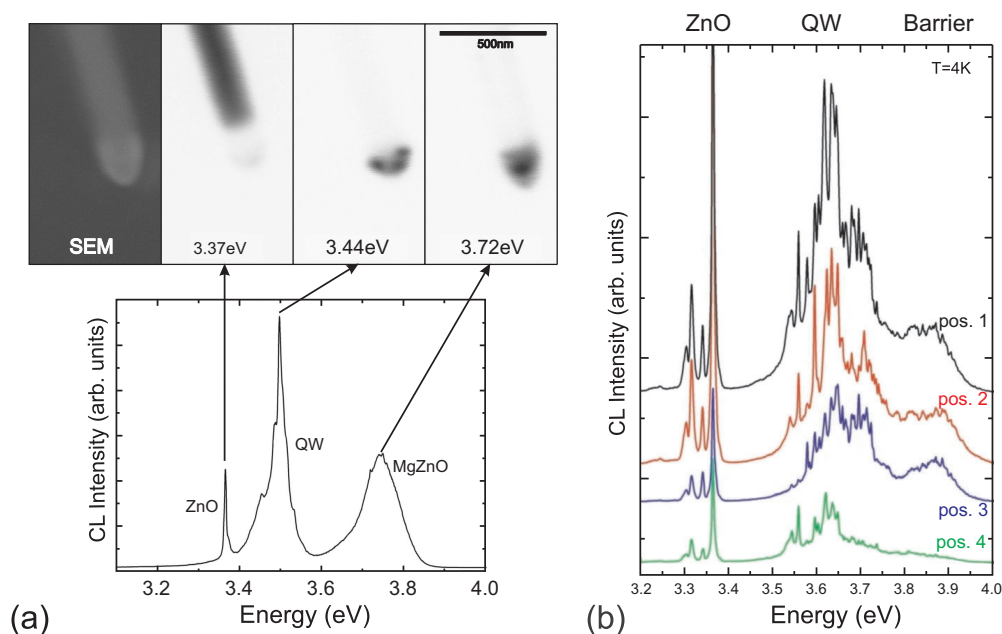 500nm
SEM
3.37eV
3.44eV
3.72eV
CL Intensity (arb. units)
ZnO
QW
MgZnO
3.2 3.4 3.6 3.8 4.0
Energy (eV)
(a)
ZnO QW Barrier
T=4K
CL Intensity (arb. units)
pos. 1
pos. 2
pos. 3
pos. 4
3.2 3.3 3.4 3.5 3.6 3.7 3.8 3.9 4.0
Energy (eV)
(b)